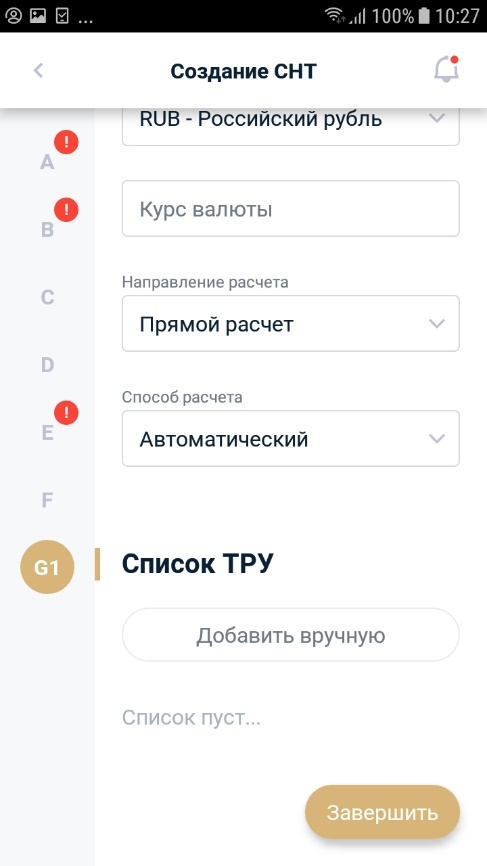 ... 100% 10:27
Создание СНТ
RUB - Российский рубль
A !
B !
Курс валюты
C
Направление расчета
Прямой расчет
D
Способ расчета
E !
Автоматический
F
G1
Список ТРУ
Добавить вручную
Список пуст...
Завершить